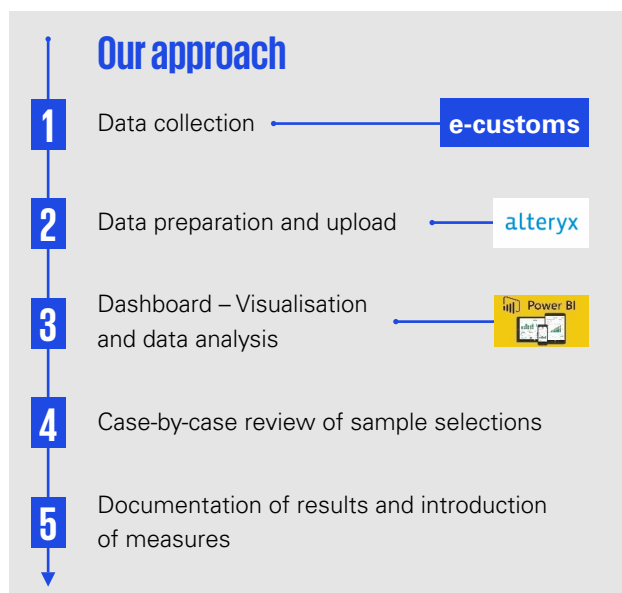 Our approach
1
Data collection
e-customs
2
Data preparation and upload
alteryx
3
Dashboard – Visualisation
and data analysis
Power BI
4
Case-by-case review of sample selections
5
Documentation of results and introduction
of measures